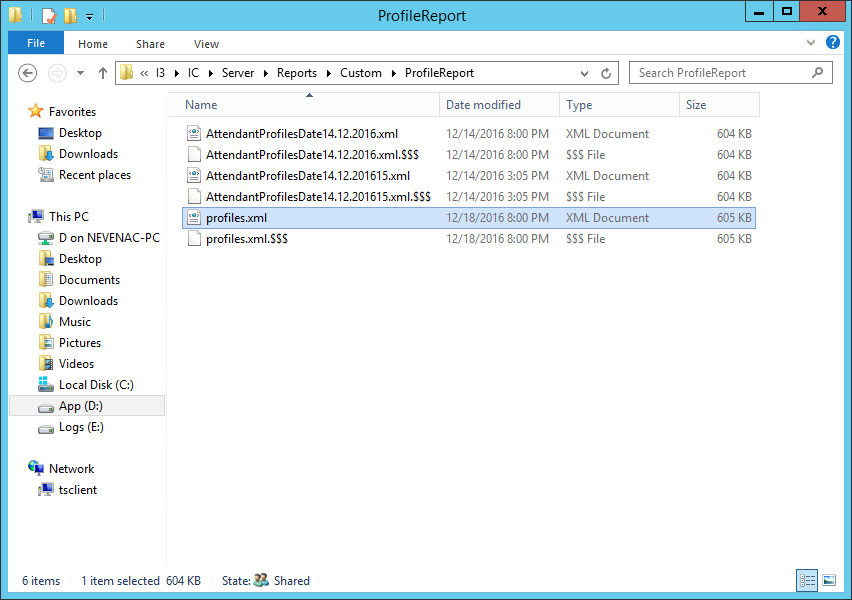 ProfileReport
File Home Share View
« I3 IC Server Reports Custom ProfileReport Search ProfileReport
Favorites
Desktop
Downloads
Recent places
This PC
D on NEVENAC-PC
Desktop
Documents
Downloads
Music
Pictures
Videos
Local Disk (C:)
App (D:)
Logs (E:)
Network
tsclient
Name Date modified Type Size
AttendantProfilesDate14.12.2016.xml 12/14/2016 8:00 PM XML Document 604 KB
AttendantProfilesDate14.12.2016.xml.$$$ 12/14/2016 8:00 PM $$$ File 604 KB
AttendantProfilesDate14.12.201615.xml 12/14/2016 3:05 PM XML Document 604 KB
AttendantProfilesDate14.12.201615.xml.$$$ 12/14/2016 3:05 PM $$$ File 604 KB
profiles.xml 12/18/2016 8:00 PM XML Document 605 KB
profiles.xml.$$$ 12/18/2016 8:00 PM $$$ File 605 KB
6 items 1 item selected 604 KB State: Shared